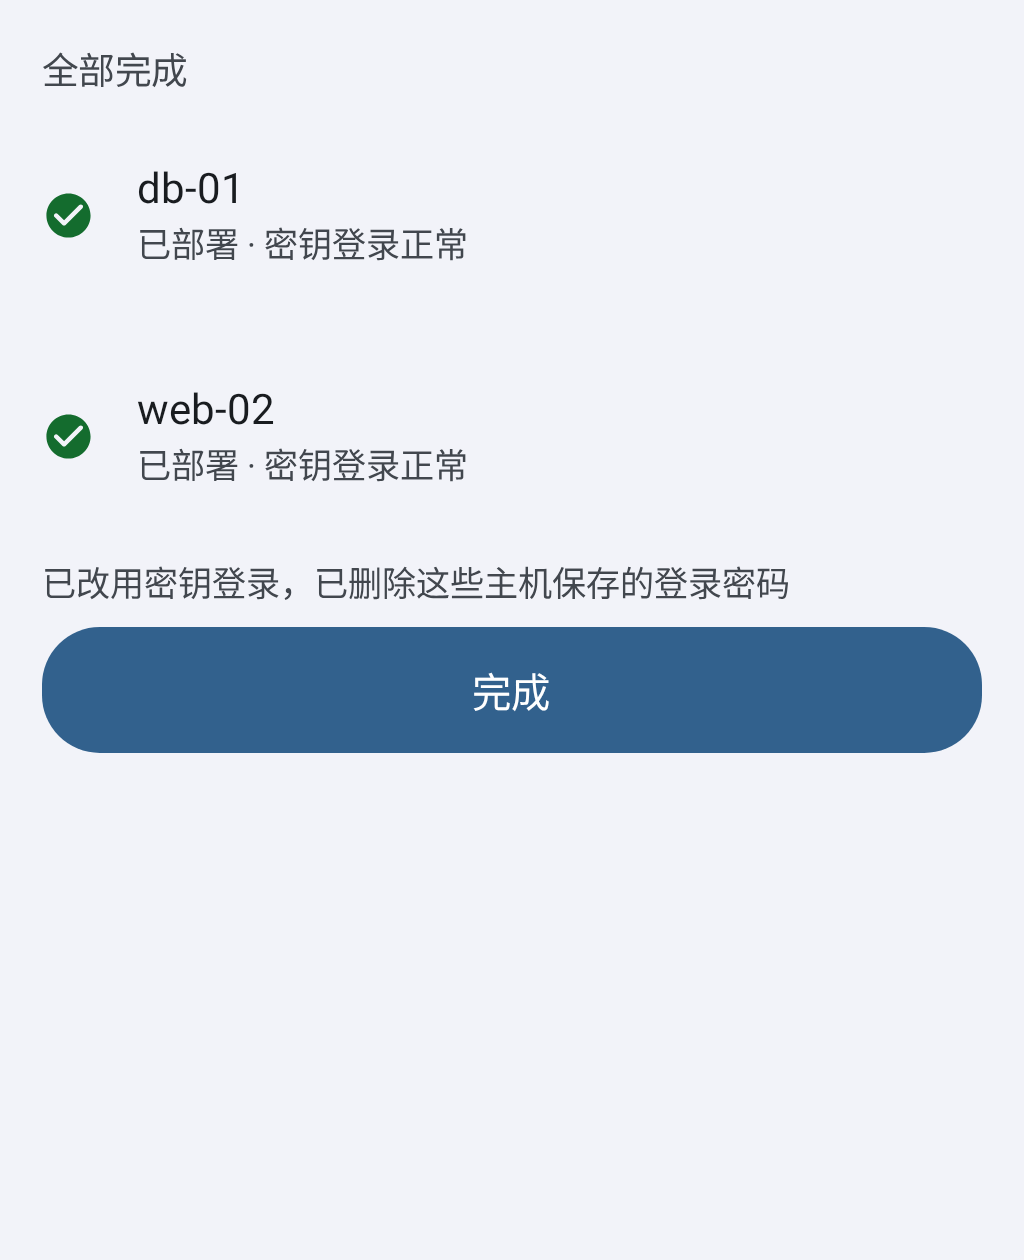 全部完成
db-01
已部署 · 密钥登录正常
web-02
已部署 · 密钥登录正常
已改用密钥登录，已删除这些主机保存的登录密码
完成